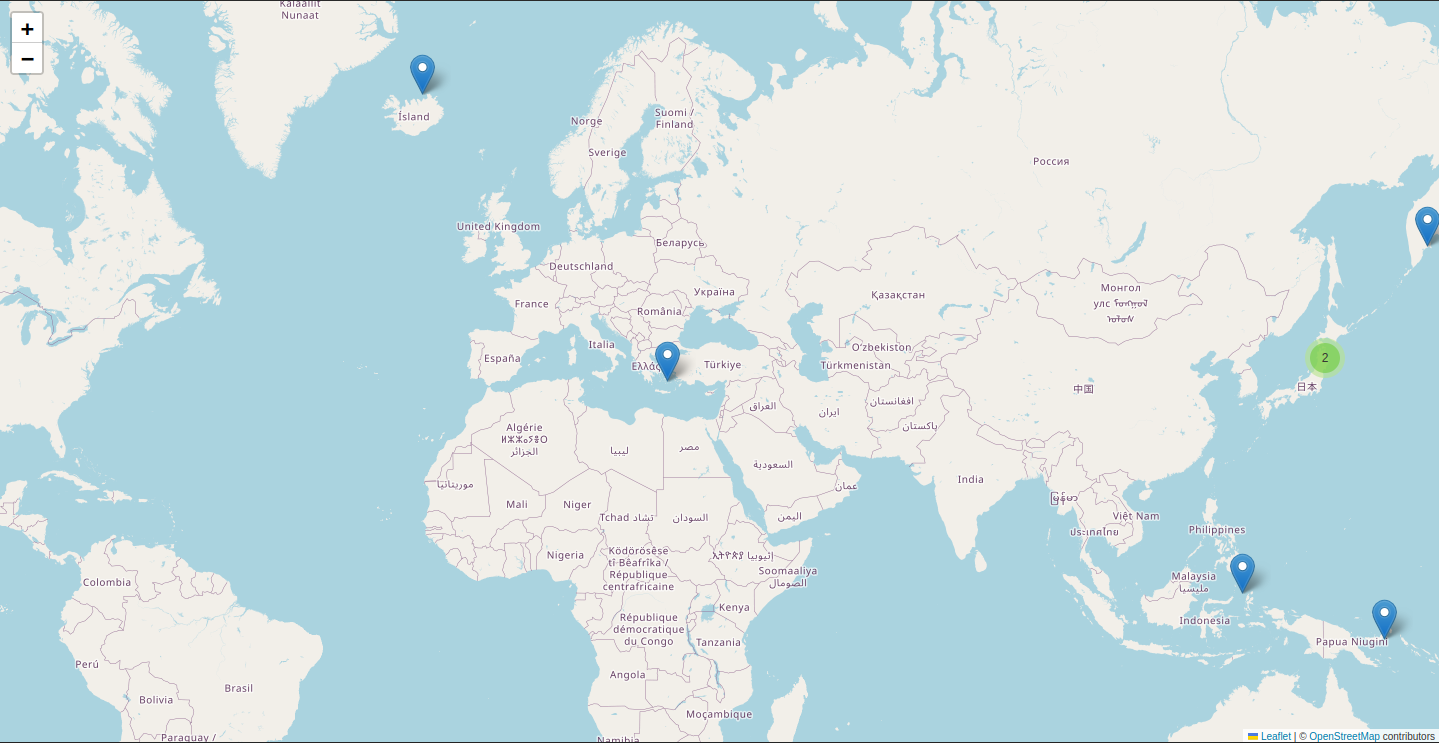 Kalaallit
Nunaat
+
−
Ísland
Norge
Suomi /
Finland
Sverige
Россия
United Kingdom
Беларусь
Deutschland
Україна
Қазақстан
Монгол
улс ᠮᠣᠩᠭᠣᠯ
ᠤᠯᠤᠰ
France
România
Italia
O'zbekiston
España
Türkiye
Türkmenistan
2
日本
中国
العراق
ایران
افغانستان
پاکستان
Algérie
ⵍⵣⵣⴰⵢⴻⵔ
الجزائر
ليبيا
مصر
السعودية
عمان
India
موريتانيا
Mali
Niger
Tchad تشاد
السودان
اليمن
Việt Nam
ประเทศไทย
Philippines
Nigeria
Ködörösêse
tî Bêafrîka /
République
centrafricaine
ኢትዮጵያ إثيوبيا
Soomaaliya
الصومال
Malaysia
مليسيا
Colombia
Kenya
République
démocratique
du Congo
Indonesia
Papua Niugini
Tanzania
Perú
Angola
Brasil
Bolivia
Moçambique
Paraguay /
Namibia
Leaflet | © OpenStreetMap contributors